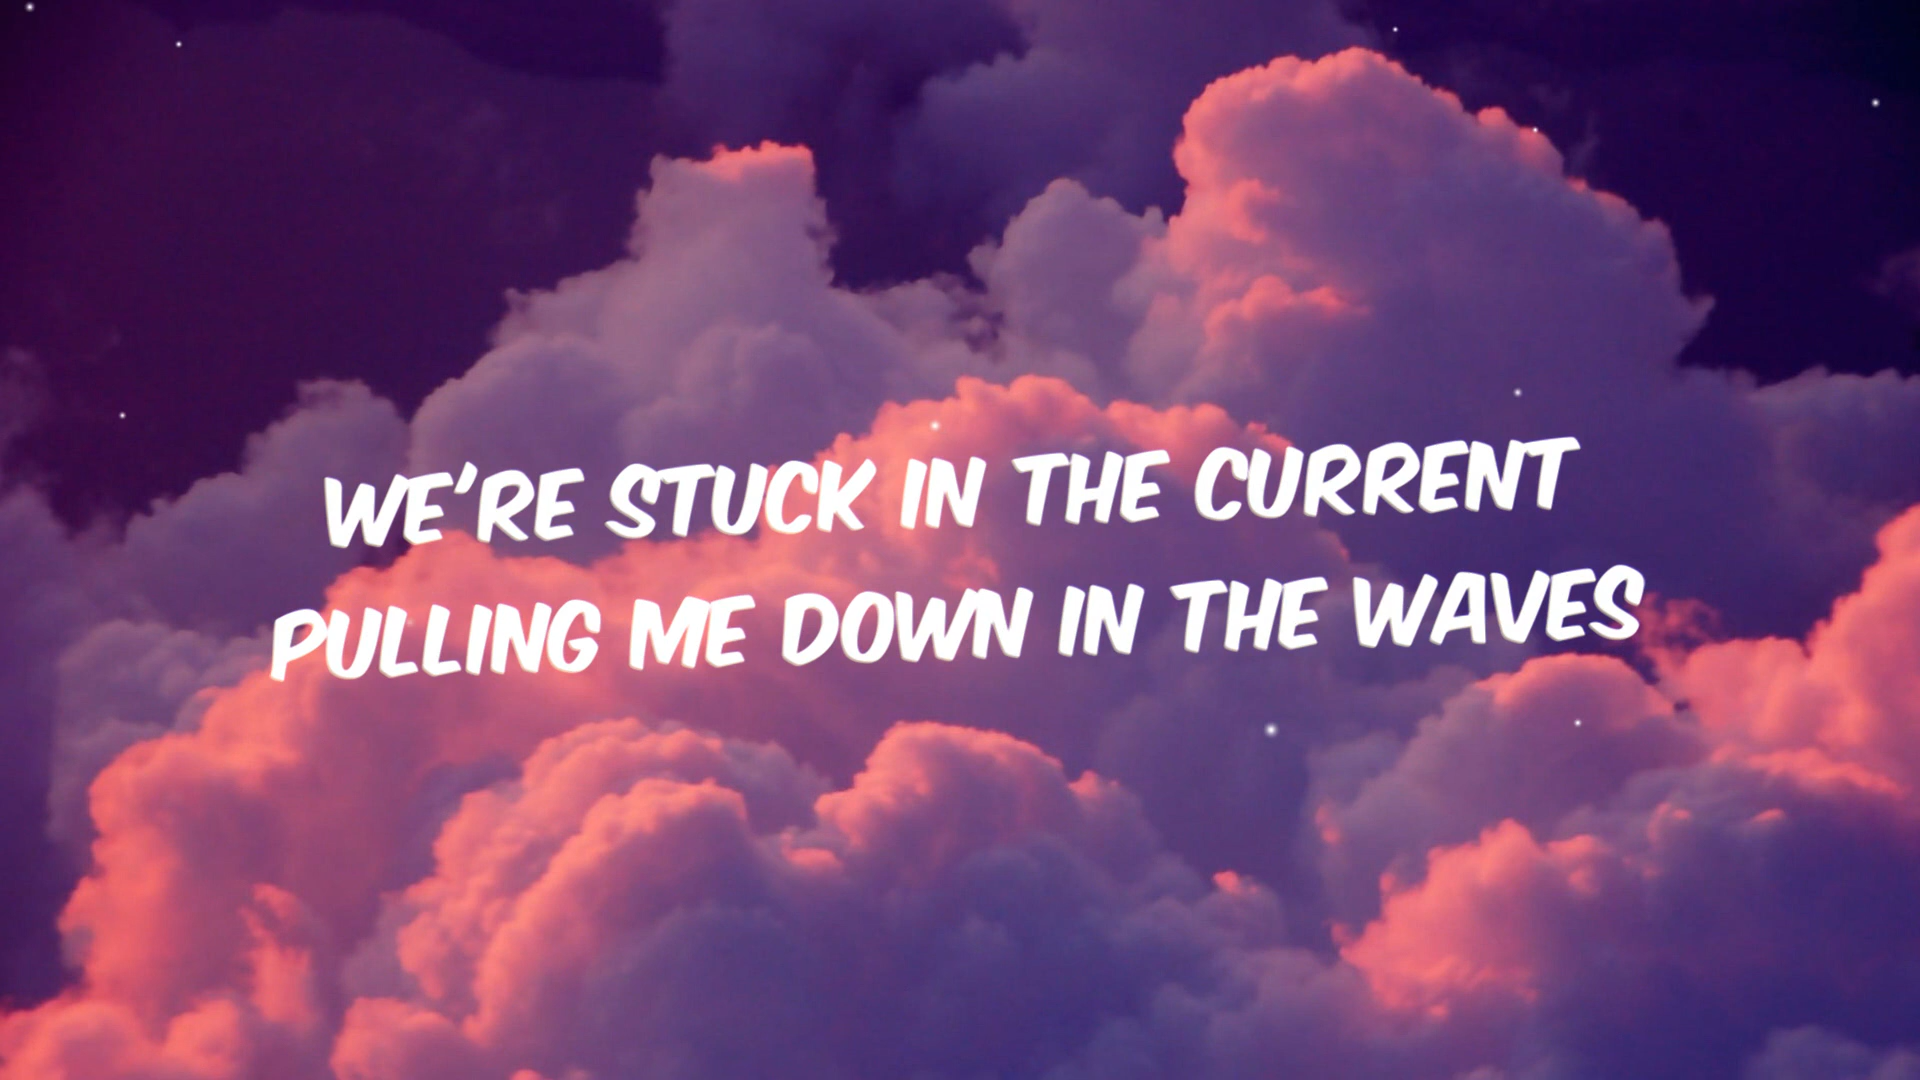 WE'RE STUCK IN THE CURRENT
PULLING ME DOWN IN THE WAVES